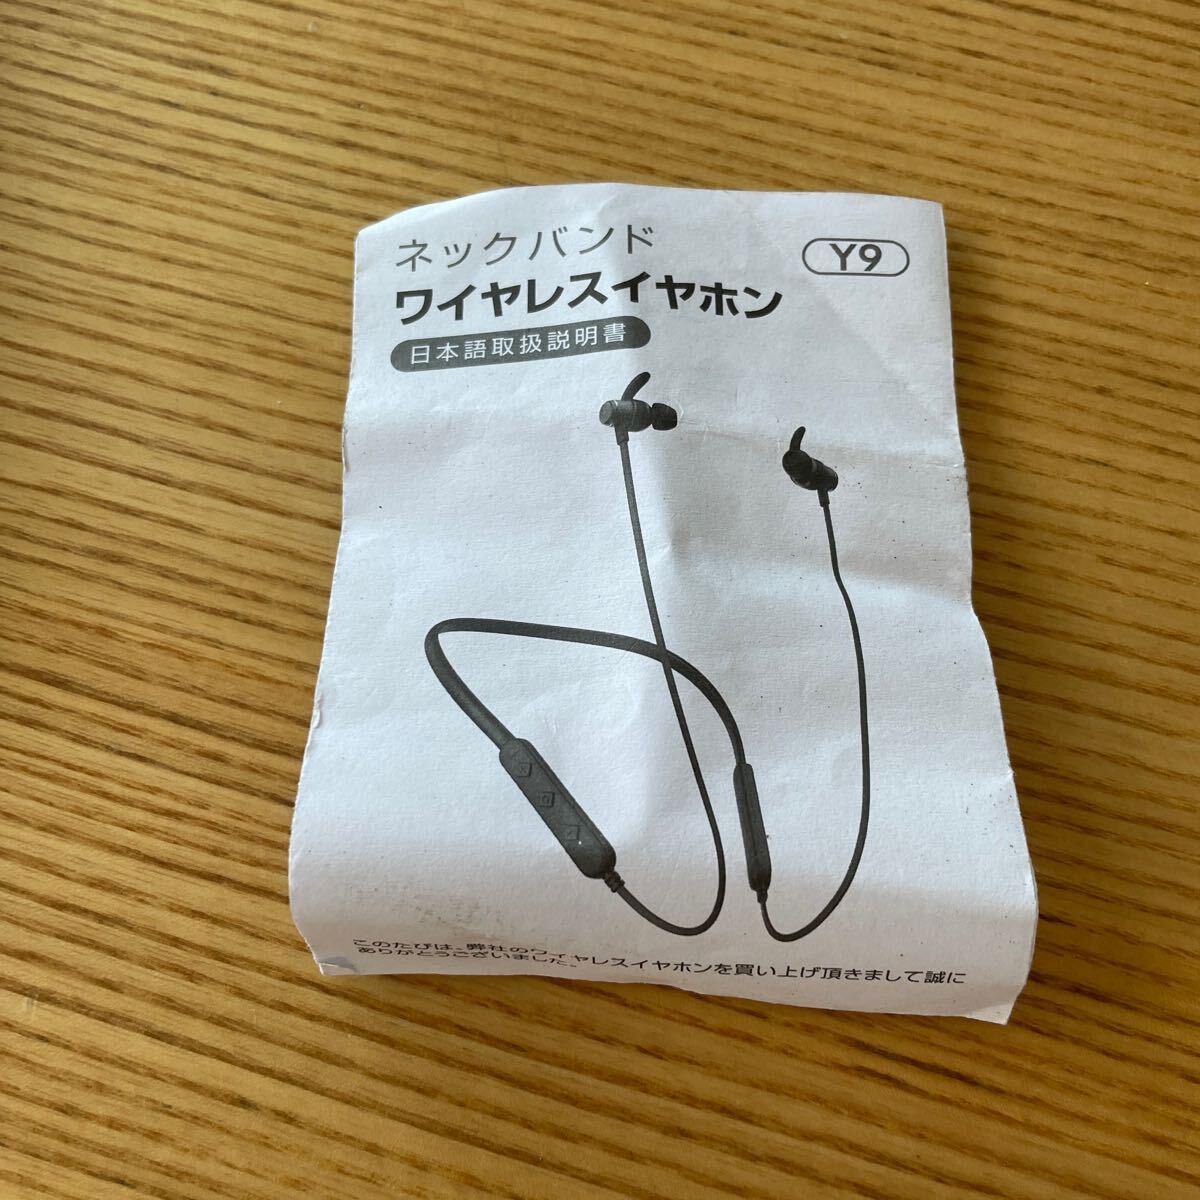 ネックバンド
Y9
ワイヤレスイヤホン
日本語取扱説明書
このたびは、弊社のワイヤレスイヤホンを買い上げ頂きまして誠に
ありがとうございました。